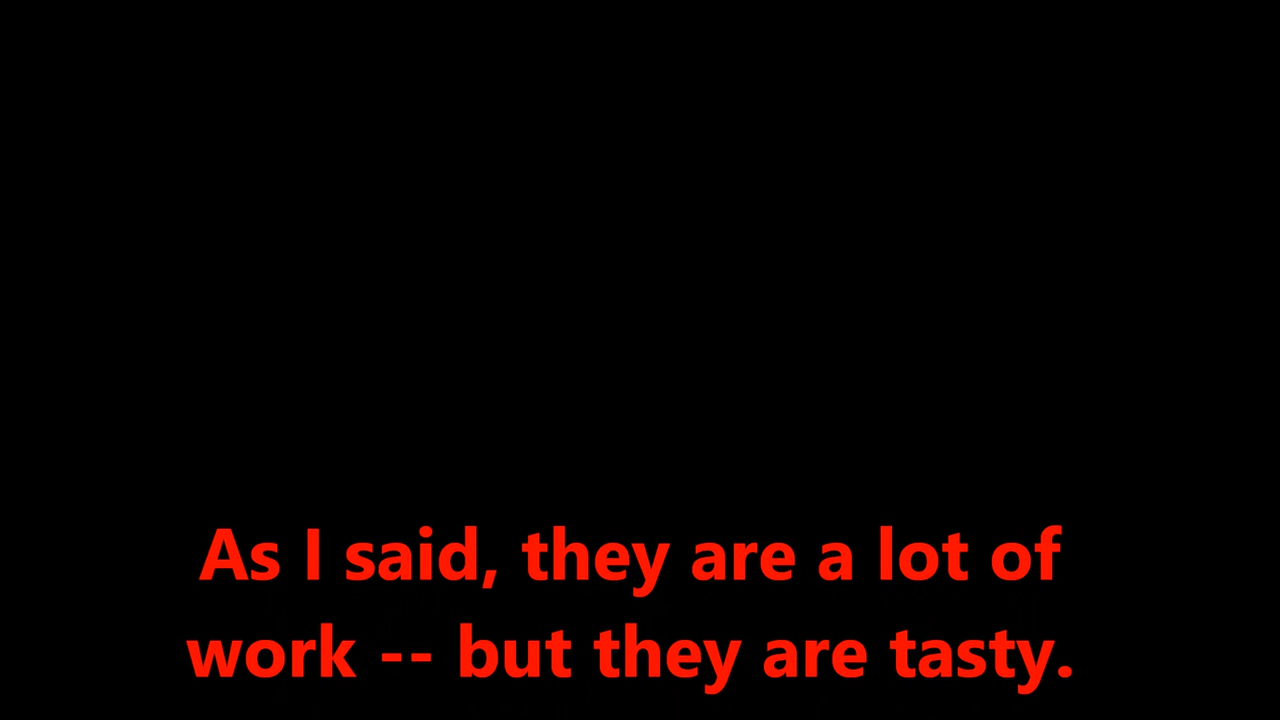 As I said, they are a lot of
work -- but they are tasty.